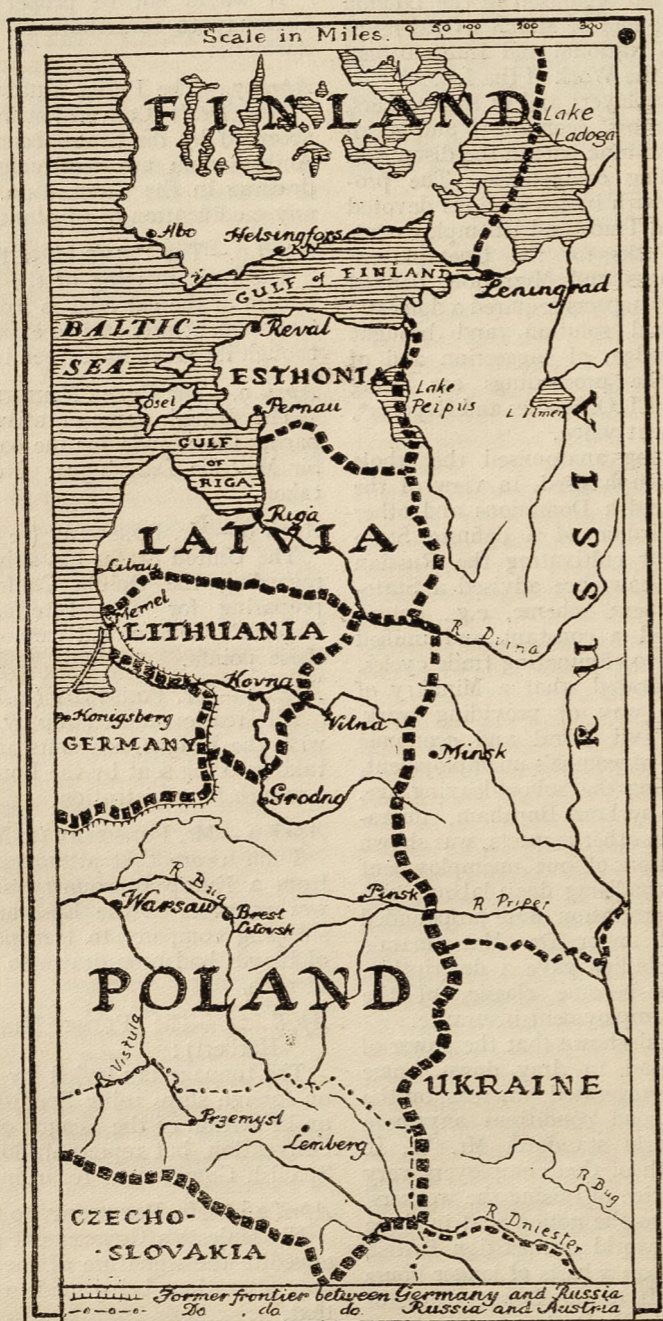 Scale in Miles. 0 50 100 200 300
FINLAND
Lake
Ladoga
Abo
Helsingfors
GULF of FINLAND
Leningrad
BALTIC
SEA
Reval
ESTHONIA
Osel
Pernau
Lake
Peipus
L Ilmen
GULF
OF
RIGA
Riga
RUSSIA
LATVIA
Libau
Memel
LITHUANIA
R. Dvina
Kovna
Vilna
Konigsberg
GERMANY
Minsk
Grodno
R Bug
Pinsk
R Pripet
Warsaw
Brest
Litovsk
POLAND
R. Vistula
UKRAINE
Przemysl
Lemberg
R Bug
R Dniester
CZECHO-
SLOVAKIA
Former frontier between Germany and Russia
Do. do. do. Russia and Austria